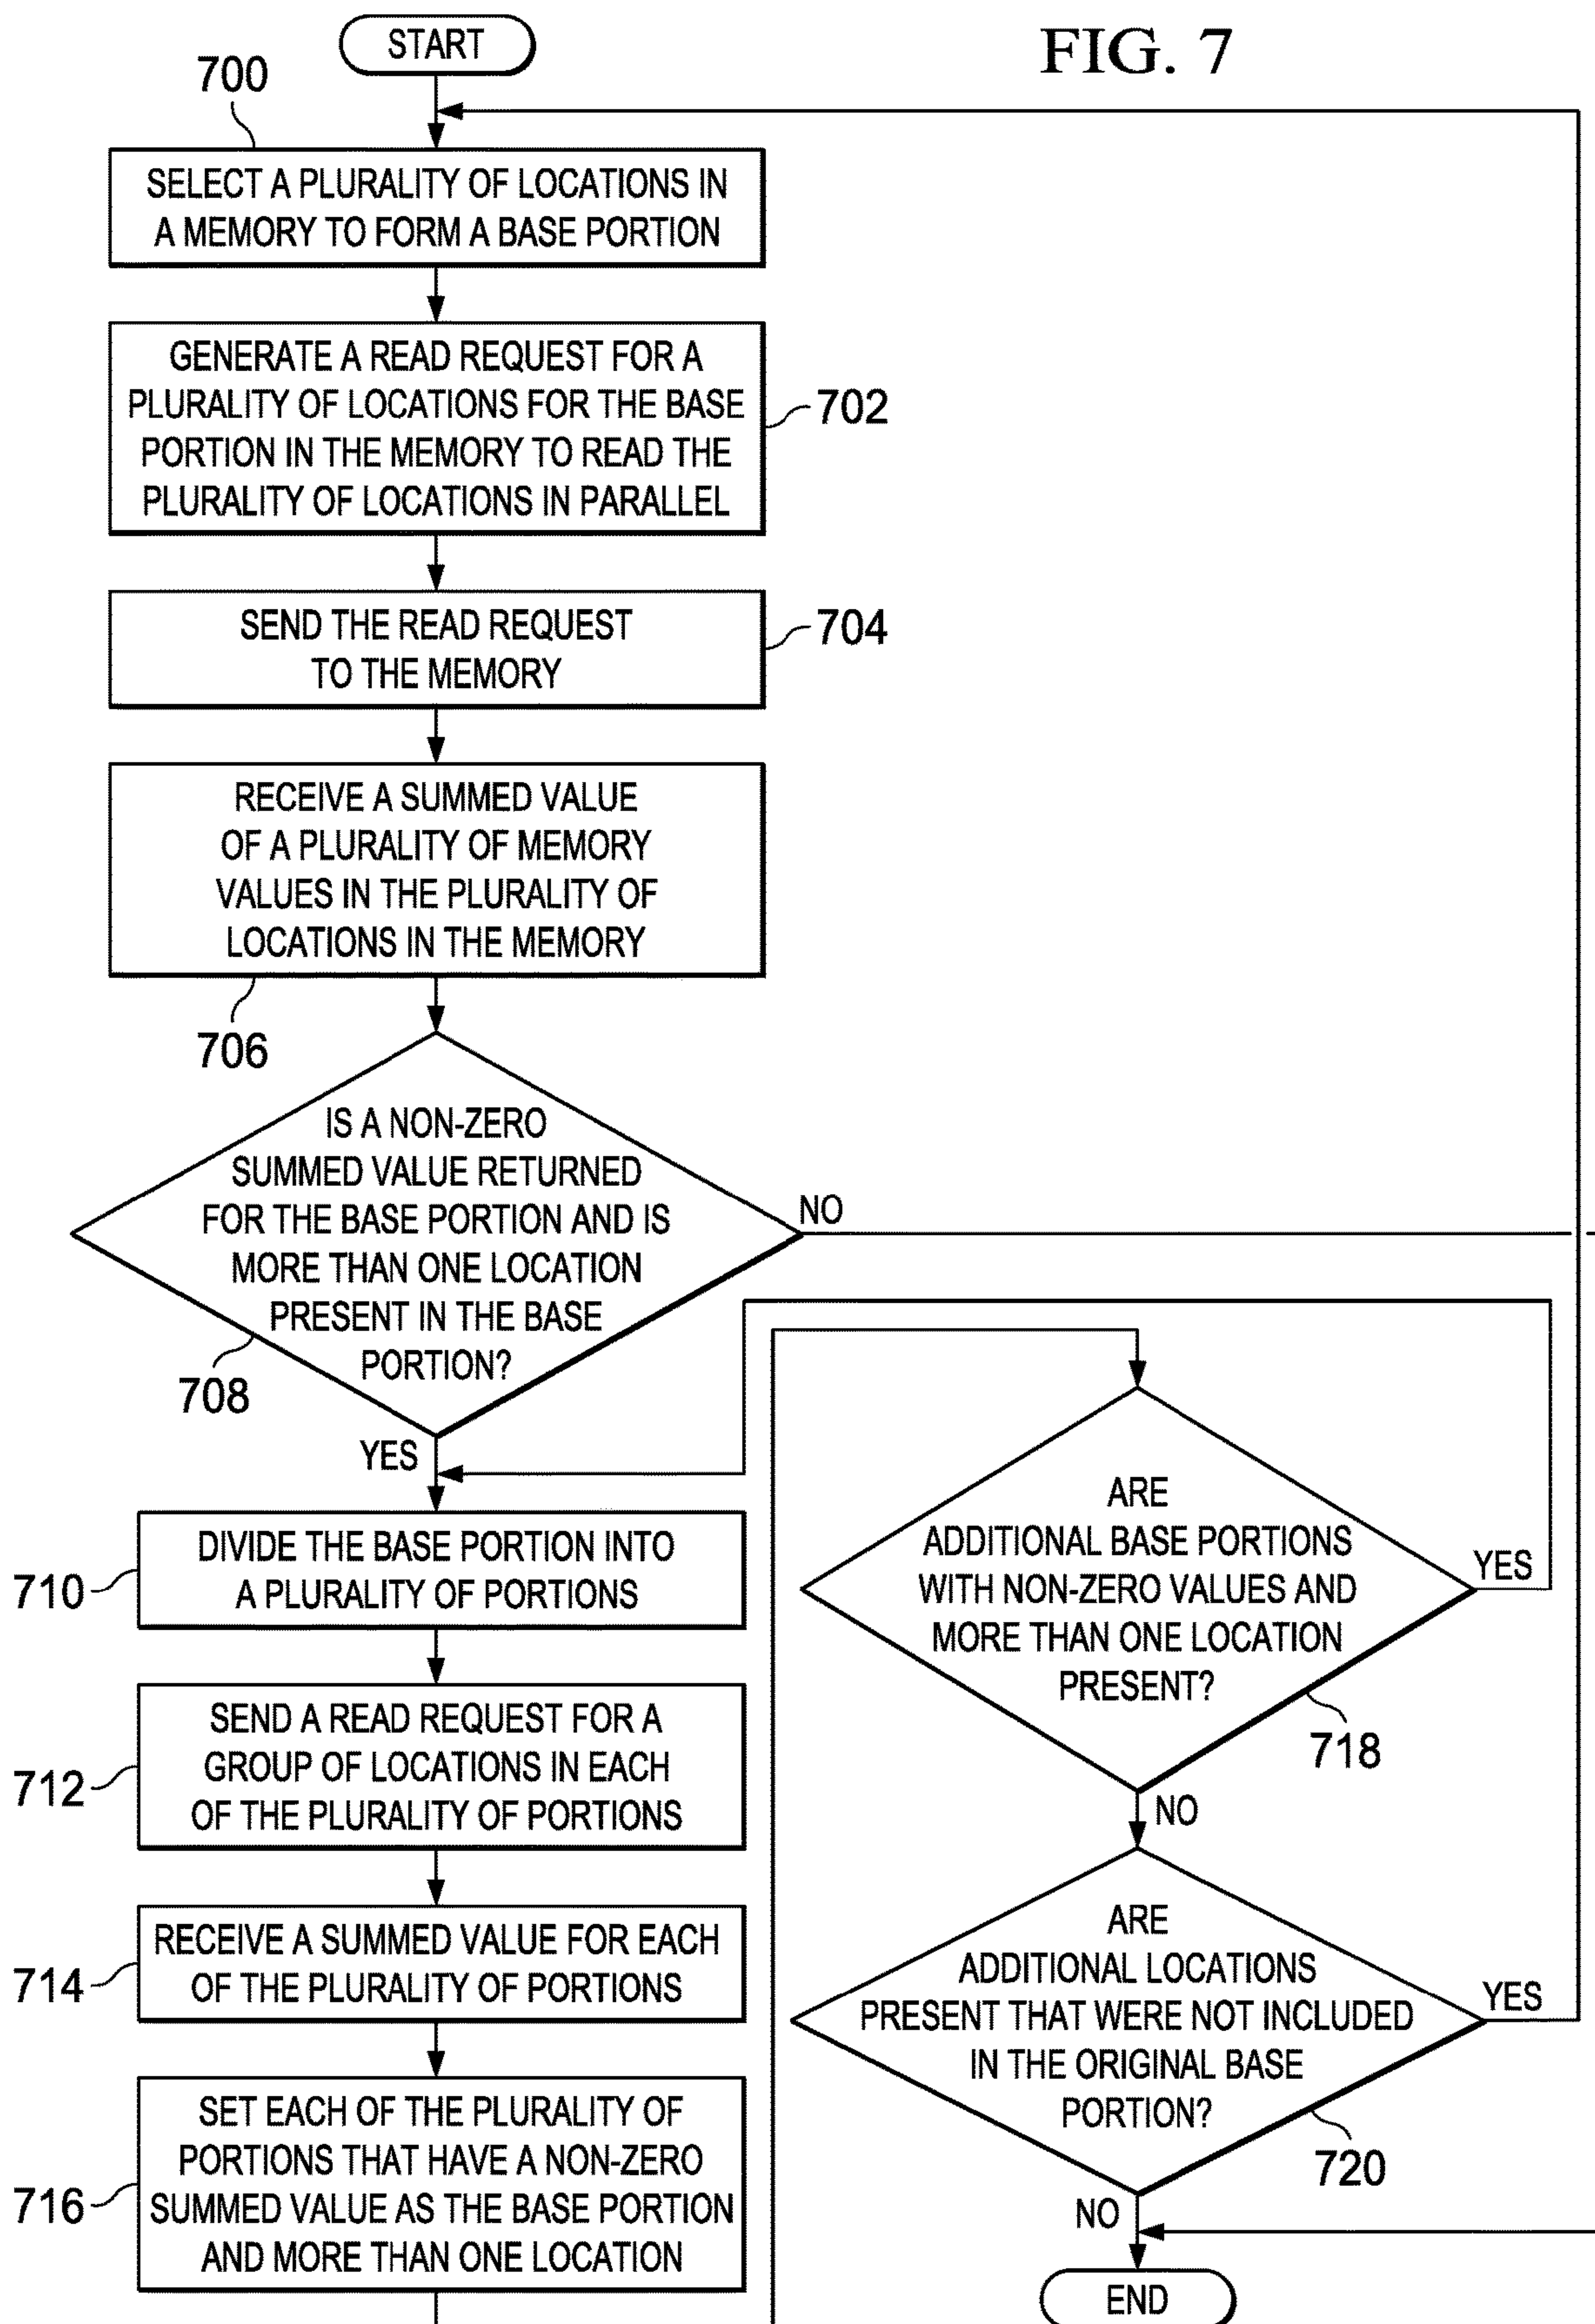 START
FIG. 7
700
SELECT A PLURALITY OF LOCATIONS IN
A MEMORY TO FORM A BASE PORTION
GENERATE A READ REQUEST FOR A
PLURALITY OF LOCATIONS FOR THE BASE
PORTION IN THE MEMORY TO READ THE
PLURALITY OF LOCATIONS IN PARALLEL
702
SEND THE READ REQUEST
TO THE MEMORY
704
RECEIVE A SUMMED VALUE
OF A PLURALITY OF MEMORY
VALUES IN THE PLURALITY OF
LOCATIONS IN THE MEMORY
706
IS A NON-ZERO
SUMMED VALUE RETURNED
FOR THE BASE PORTION AND IS
MORE THAN ONE LOCATION
PRESENT IN THE BASE
PORTION?
708
NO
YES
DIVIDE THE BASE PORTION INTO
A PLURALITY OF PORTIONS
710
SEND A READ REQUEST FOR A
GROUP OF LOCATIONS IN EACH
OF THE PLURALITY OF PORTIONS
712
RECEIVE A SUMMED VALUE FOR EACH
OF THE PLURALITY OF PORTIONS
714
SET EACH OF THE PLURALITY OF
PORTIONS THAT HAVE A NON-ZERO
SUMMED VALUE AS THE BASE PORTION
AND MORE THAN ONE LOCATION
716
ARE
ADDITIONAL BASE PORTIONS
WITH NON-ZERO VALUES AND
MORE THAN ONE LOCATION
PRESENT?
YES
718
NO
ARE
ADDITIONAL LOCATIONS
PRESENT THAT WERE NOT INCLUDED
IN THE ORIGINAL BASE
PORTION?
YES
720
NO
END